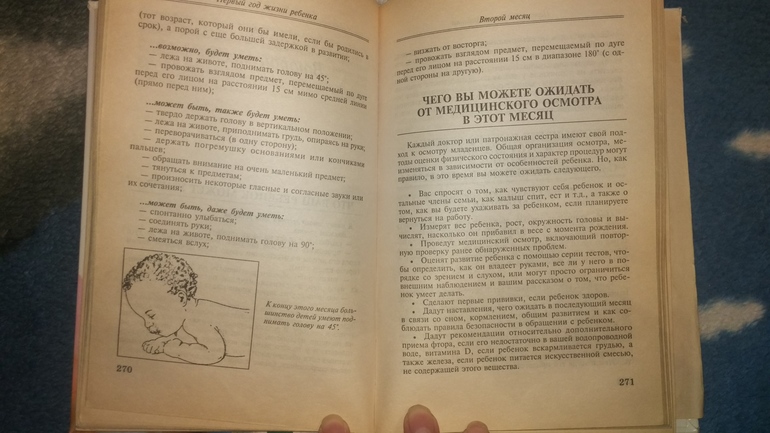 Первый год жизни ребенка
(тот возраст, который они бы имели, если бы родились в
срок), а порой с еще большей задержкой в развитии;
...возможно, будет уметь:
— лежа на животе, поднимать голову на 45°;
— провожать взглядом предмет, перемещаемый по дуге
перед его лицом на расстоянии 15 см мимо средней линии
(прямо перед ним);
...может быть, также будет уметь:
— твердо держать голову в вертикальном положении;
— лежа на животе, приподнимать грудь, опираясь на руки;
— переворачиваться (в одну сторону);
— держать погремушку основаниями или кончиками
пальцев;
— обращать внимание на очень маленький предмет;
— тянуться к предметам;
— произносить некоторые гласные и согласные звуки или
их сочетания;
...может быть, даже будет уметь:
— спонтанно улыбаться;
— соединять руки;
— лежа на животе, поднимать голову на 90°;
— смеяться вслух;
К концу этого месяца боль-
шинство детей умеют под-
нимать голову на 45°.
270
Второй месяц
— визжать от восторга;
— провожать взглядом предмет, перемещаемый по дуге
перед его лицом на расстоянии 15 см в диапазоне 180° (с од-
ной стороны на другую).
ЧЕГО ВЫ МОЖЕТЕ ОЖИДАТЬ
ОТ МЕДИЦИНСКОГО ОСМОТРА
В ЭТОТ МЕСЯЦ
Каждый доктор или патронажная сестра имеют свой под-
ход к осмотру младенцев. Общая организация осмотра, ме-
тоды оценки физического состояния и характер процедур могут
изменяться в зависимости от особенностей ребенка. Но, как
правило, в это время вы можете ожидать следующего.
• Вас спросят о том, как чувствуют себя ребенок и ос-
тальные члены семьи, как малыш спит, ест и т.д., а также о
том, как вы будете ухаживать за ребенком, если планируете
вернуться на работу.
• Измерят вес ребенка, рост, окружность головы и вы-
числят, насколько он прибавил в весе с момента рождения.
• Проведут медицинский осмотр, включающий повтор-
ную проверку ранее обнаруженных проблем.
• Оценят развитие ребенка с помощью серии тестов, что-
бы определить, как он владеет руками, все ли у него в по-
рядке со зрением и слухом, или могут просто ограничиться
внешним наблюдением и вашим рассказом о том, что ребе-
нок умеет делать.
• Сделают первые прививки, если ребенок здоров.
• Дадут наставления, чего ожидать в последующий месяц
в связи со сном, кормлением, общим развитием и как со-
блюдать правила безопасности в обращении с ребенком.
• Дадут рекомендации относительно дополнительного
приема фтора, если его недостаточно в вашей водопроводной
воде, витамина D, если ребенок вскармливается грудью, а
также железа, если ребенок питается искусственной смесью,
не содержащей этого вещества.
271